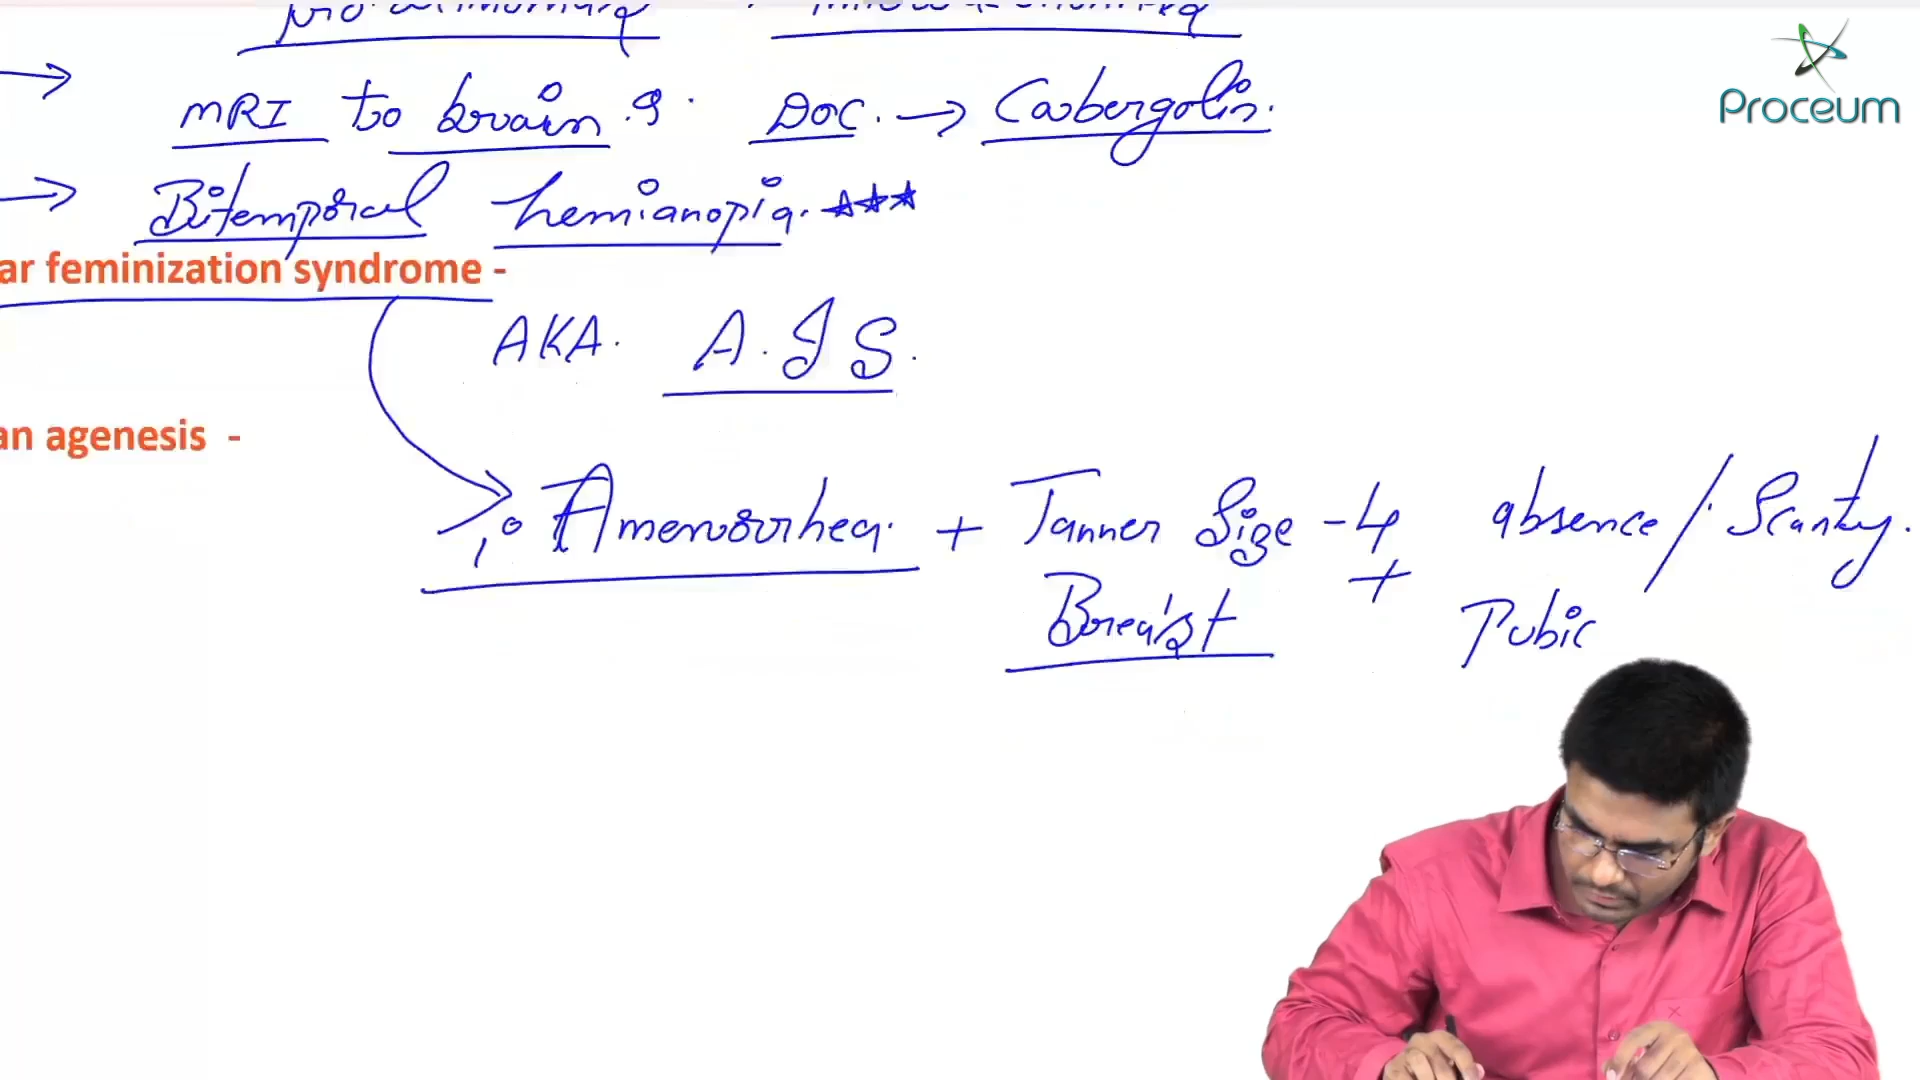 Proceum
MRI to brain. DOC. → Cabergolin.
Bitemporal hemianopia. ★★★
ar feminization syndrome -
AKA. A.I.S.
an agenesis -
1° Amenorrhea. + Tanner Size - 4 absence / Scanty.
Breast + Pubic